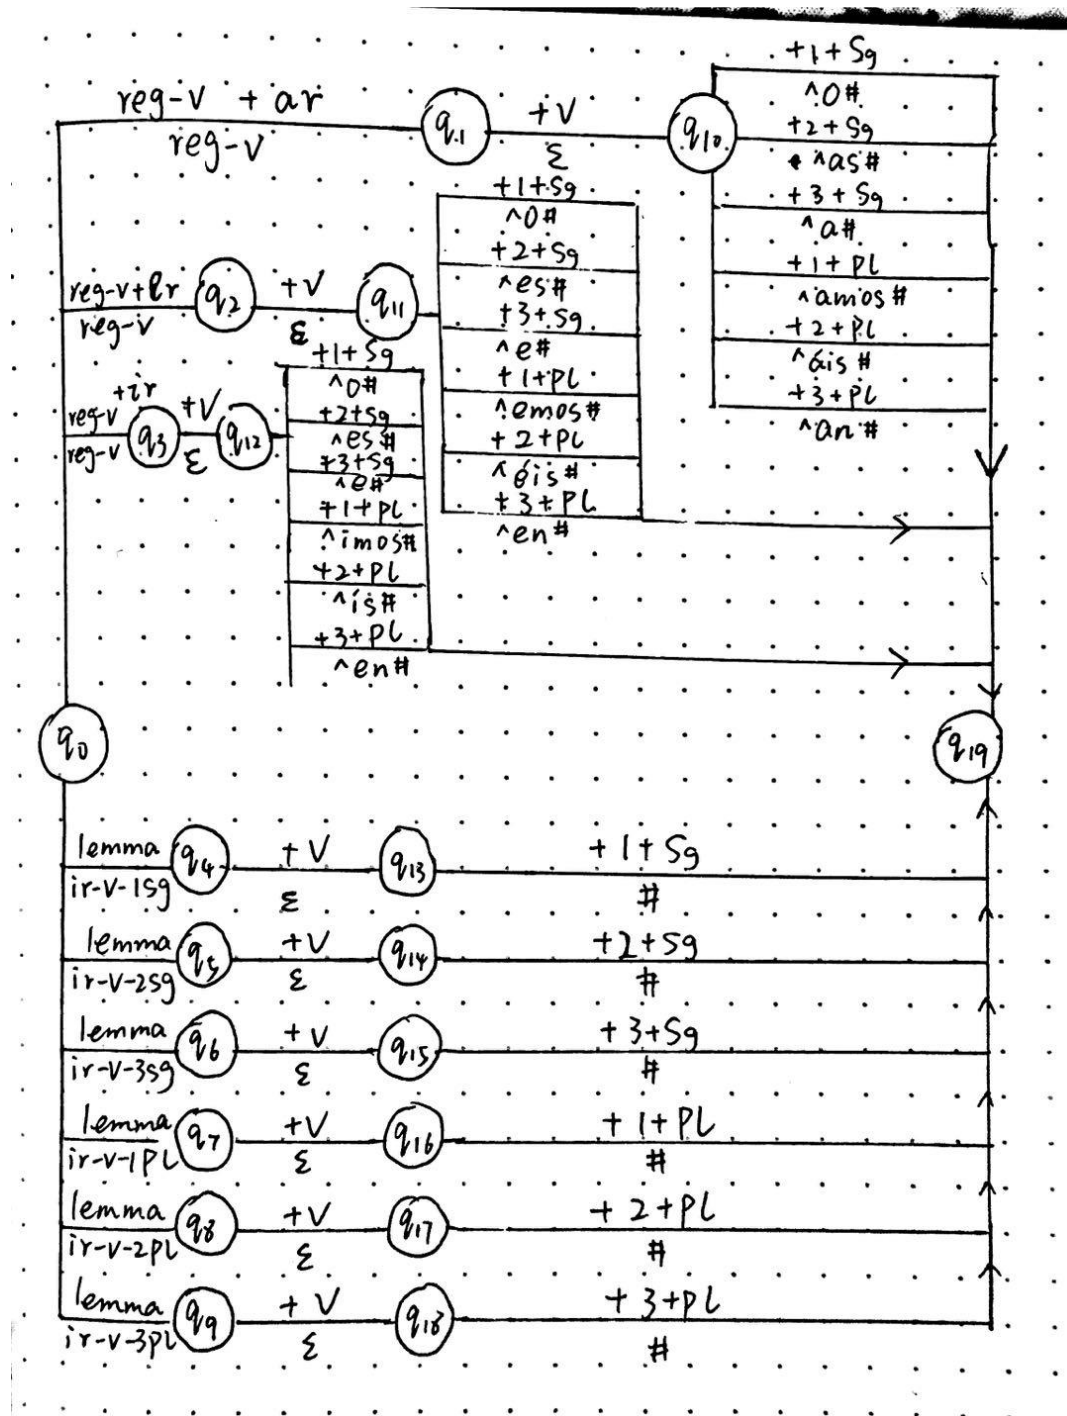 +1+Sg
reg-V +ar
^o#
q1
+V
q10
+2+Sg
reg-V
ε
^as#
+1+Sg
+3+Sg
^o#
^a#
+2+Sg
+1+Pl
reg-V+er
q2
+V
q11
^es#
^amos#
reg-V
ε
+3+Sg
+2+Pl
+1+Sg
^e#
^áis#
+ir
^o#
+1+Pl
+3+Pl
reg-V
q3
+V
q12
+2+Sg
^emos#
^an#
reg-V
ε
^es#
+2+Pl
+3+Sg
^éis#
^e#
+3+Pl
+1+Pl
^en#
^imos#
+2+Pl
^ís#
+3+Pl
^en#
q0
q19
lemma
q4
+V
q13
+1+Sg
ir-V-1Sg
ε
#
lemma
q5
+V
q14
+2+Sg
ir-V-2Sg
ε
#
lemma
q6
+V
q15
+3+Sg
ir-V-3Sg
ε
#
lemma
q7
+V
q16
+1+PL
ir-V-1PL
ε
#
lemma
q8
+V
q17
+2+PL
ir-V-2PL
ε
#
lemma
q9
+V
q18
+3+PL
ir-V-3PL
ε
#